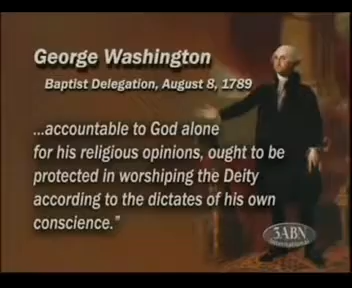 George Washington
Baptist Delegation, August 8, 1789
...accountable to God alone
for his religious opinions, ought to be
protected in worshiping the Deity
according to the dictates of his own
conscience."
3ABN
International